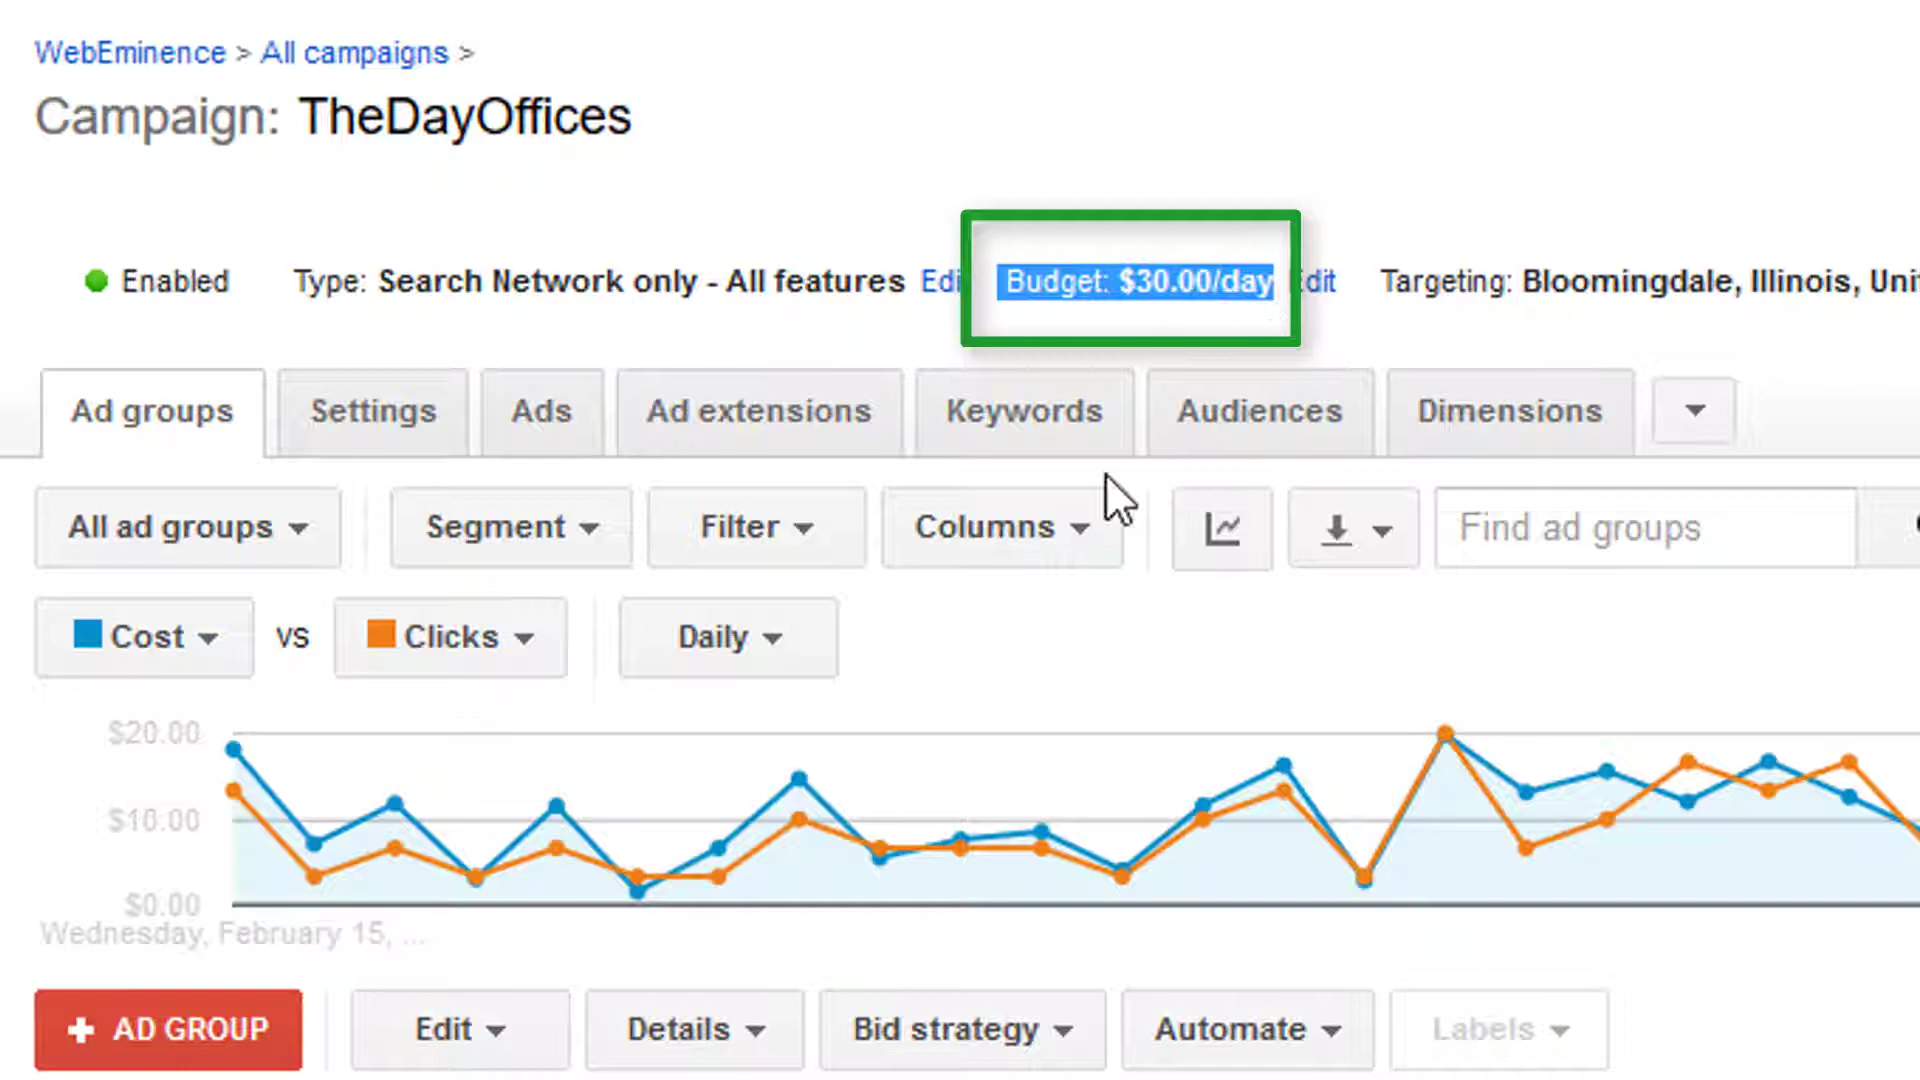 WebEminence > All campaigns >
Campaign: TheDayOffices
Enabled Type: Search Network only - All features Edi Budget: $30.00/day Edit Targeting: Bloomingdale, Illinois, Uni
Ad groups Settings Ads Ad extensions Keywords Audiences Dimensions
All ad groups Segment Filter Columns Find ad groups
Cost vs Clicks Daily
$20.00
$10.00
$0.00
Wednesday, February 15, ...
+ AD GROUP Edit Details Bid strategy Automate Labels